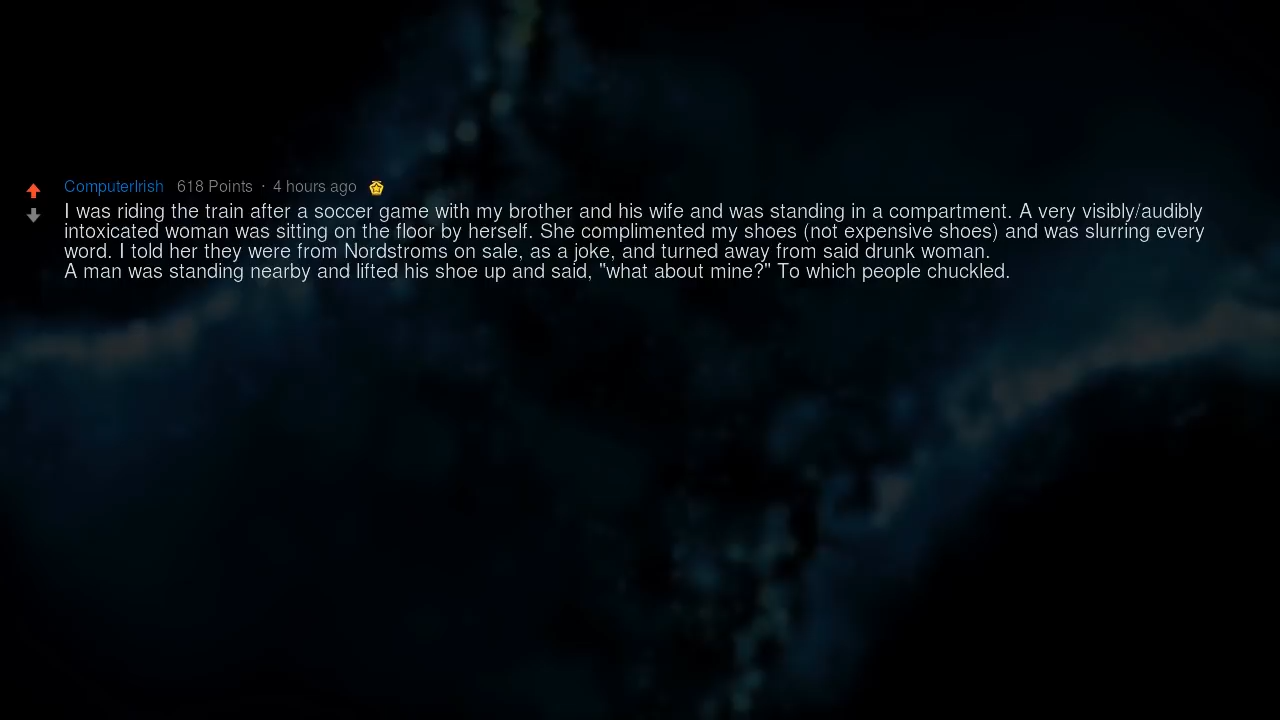 ComputerIrish 618 Points · 4 hours ago
I was riding the train after a soccer game with my brother and his wife and was standing in a compartment. A very visibly/audibly
intoxicated woman was sitting on the floor by herself. She complimented my shoes (not expensive shoes) and was slurring every
word. I told her they were from Nordstroms on sale, as a joke, and turned away from said drunk woman.
A man was standing nearby and lifted his shoe up and said, "what about mine?" To which people chuckled.